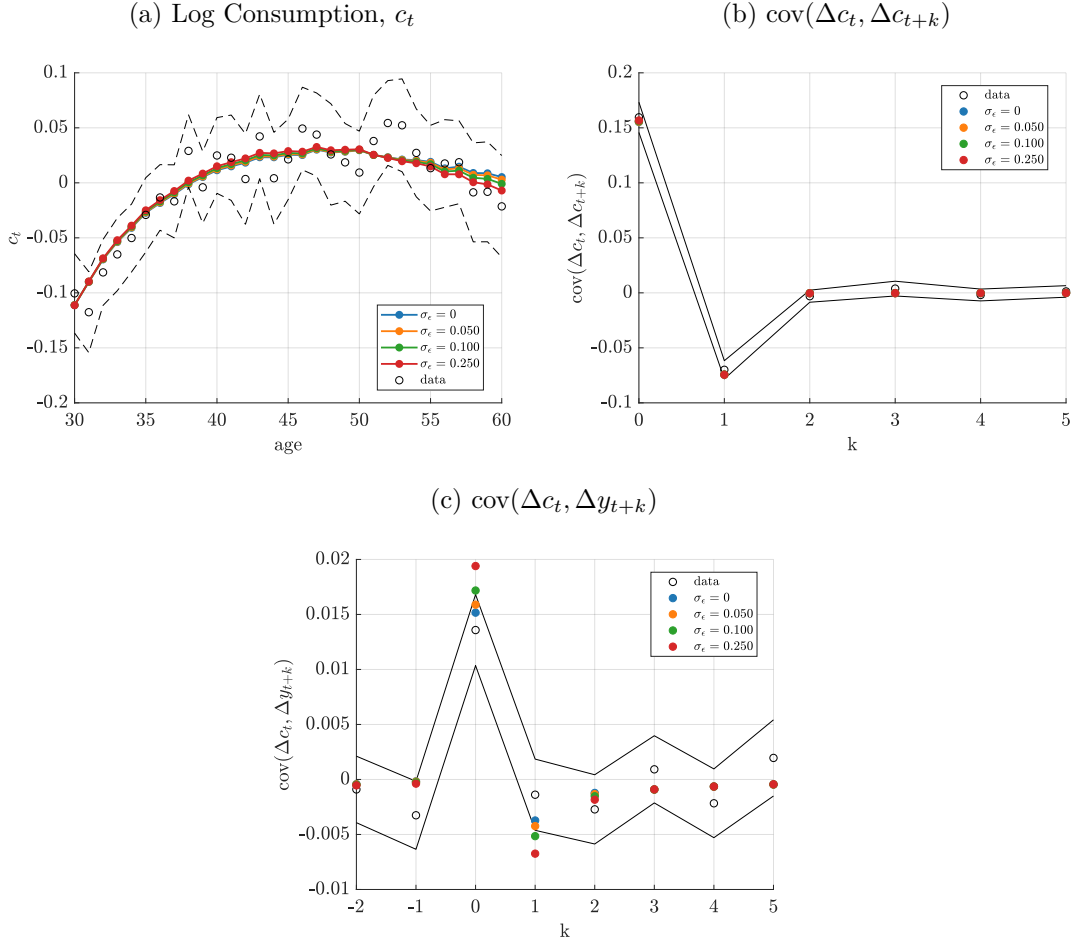 (a) Log Consumption, c_t
0.1
0.05
0
-0.05
-0.1
-0.15
-0.2
c_t
30 35 40 45 50 55 60
age
σ_ϵ = 0
σ_ϵ = 0.050
σ_ϵ = 0.100
σ_ϵ = 0.250
data
(b) cov(Δc_t, Δc_{t+k})
0.2
0.15
0.1
0.05
0
-0.05
-0.1
cov(Δc_t, Δc_{t+k})
0 1 2 3 4 5
k
data
σ_ϵ = 0
σ_ϵ = 0.050
σ_ϵ = 0.100
σ_ϵ = 0.250
(c) cov(Δc_t, Δy_{t+k})
0.02
0.015
0.01
0.005
0
-0.005
-0.01
cov(Δc_t, Δy_{t+k})
-2 -1 0 1 2 3 4 5
k
data
σ_ϵ = 0
σ_ϵ = 0.050
σ_ϵ = 0.100
σ_ϵ = 0.250